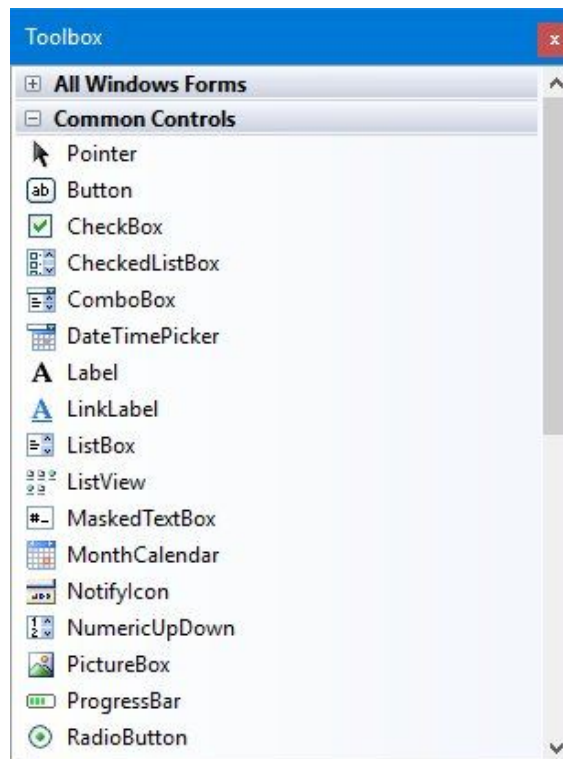 Toolbox
All Windows Forms
Common Controls
Pointer
Button
CheckBox
CheckedListBox
ComboBox
DateTimePicker
Label
LinkLabel
ListBox
ListView
MaskedTextBox
MonthCalendar
NotifyIcon
NumericUpDown
PictureBox
ProgressBar
RadioButton